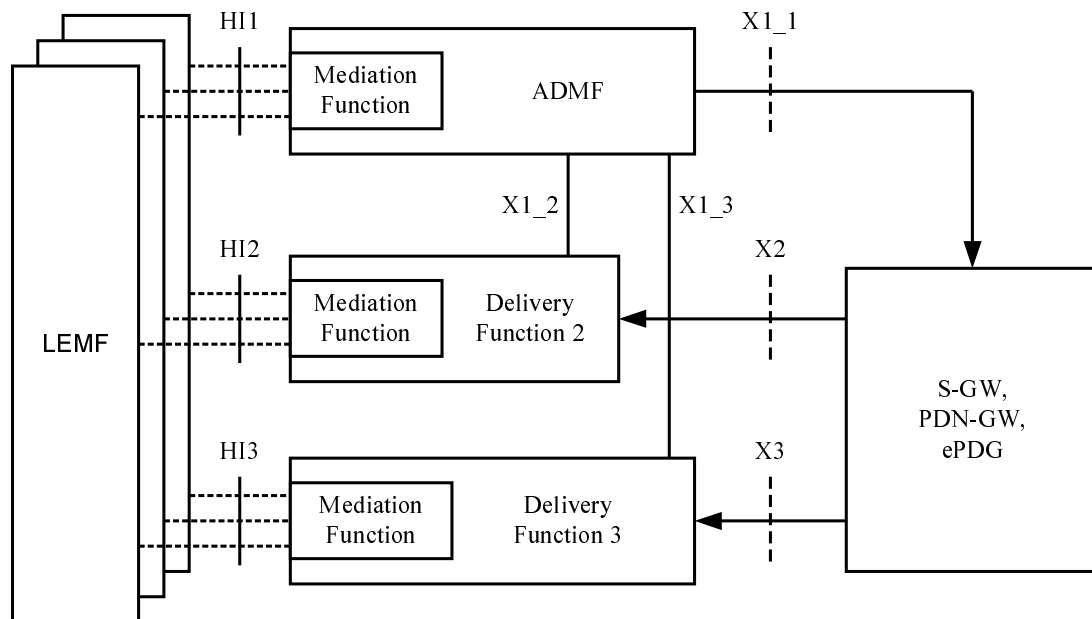 HI1
X1_1
Mediation
Function
ADMF
X1_2
X1_3
HI2
X2
Mediation
Function
Delivery
Function 2
LEMF
S-GW,
PDN-GW,
ePDG
HI3
X3
Mediation
Function
Delivery
Function 3